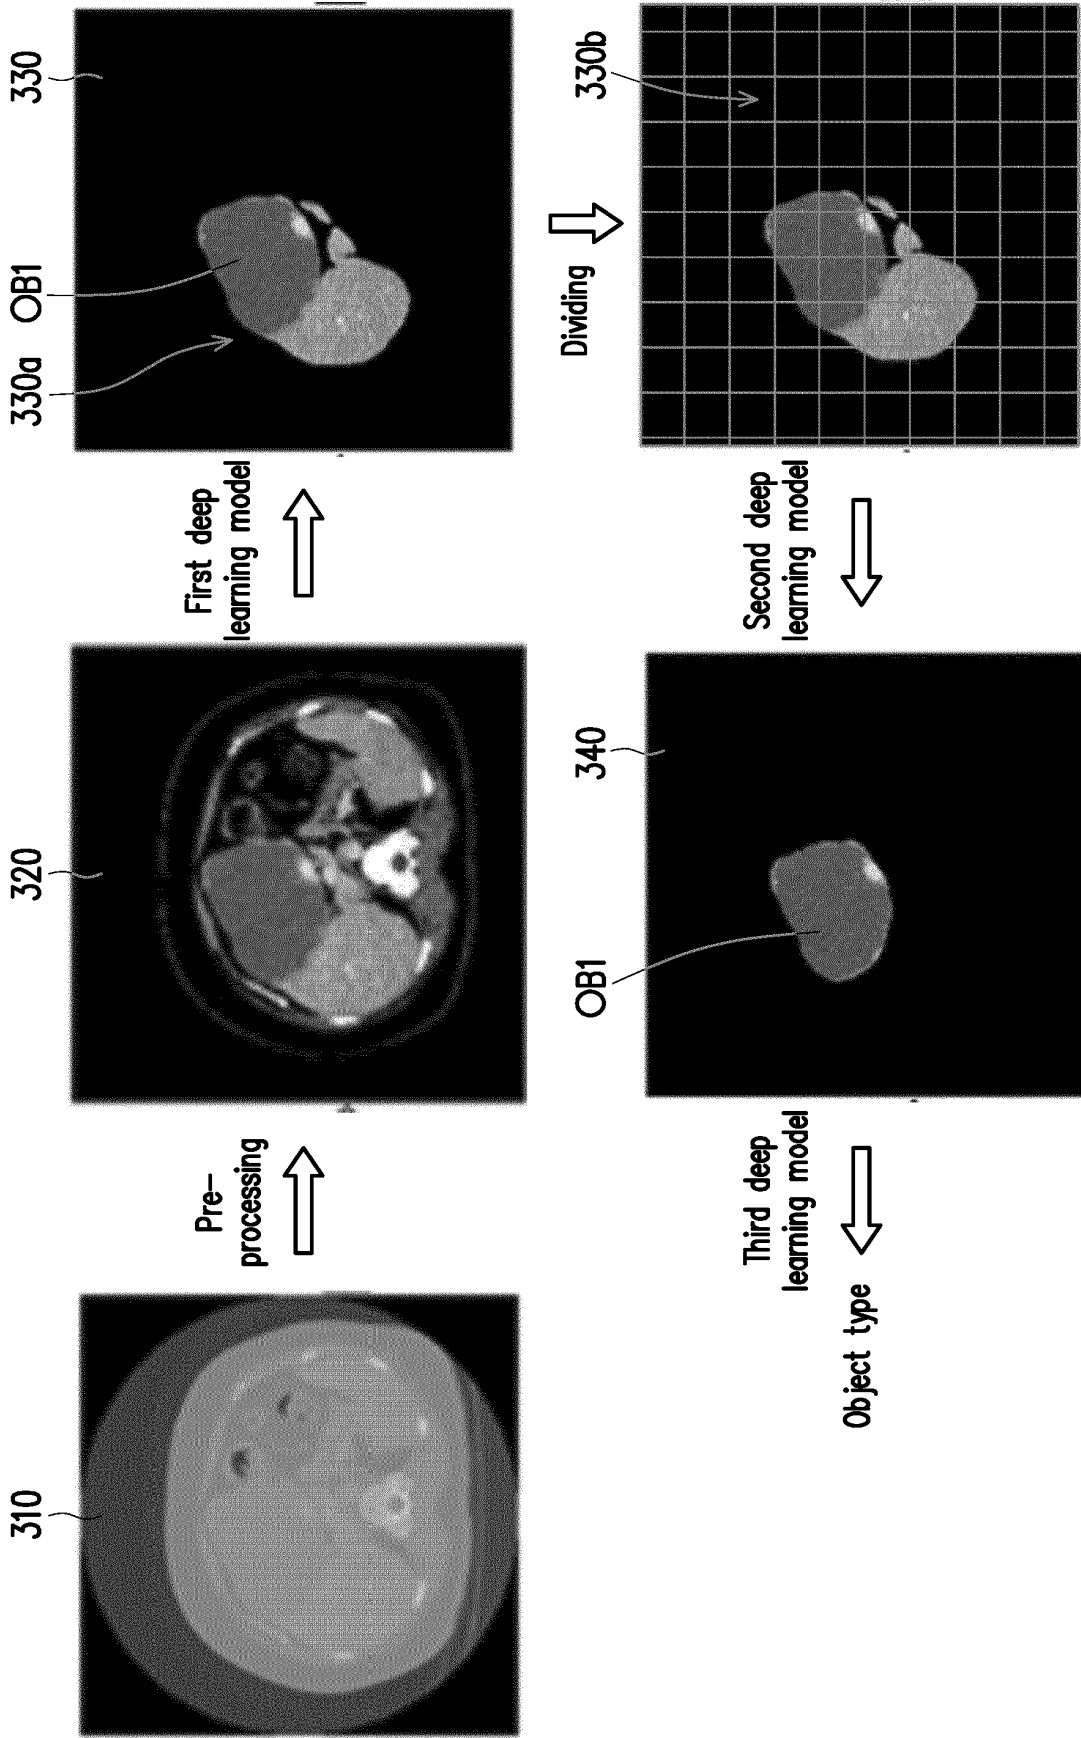 310
Pre-
processing
320
First deep
learning model
330a
OB1
330
Dividing
330b
Second deep
learning model
OB1
340
Third deep
learning model
Object type